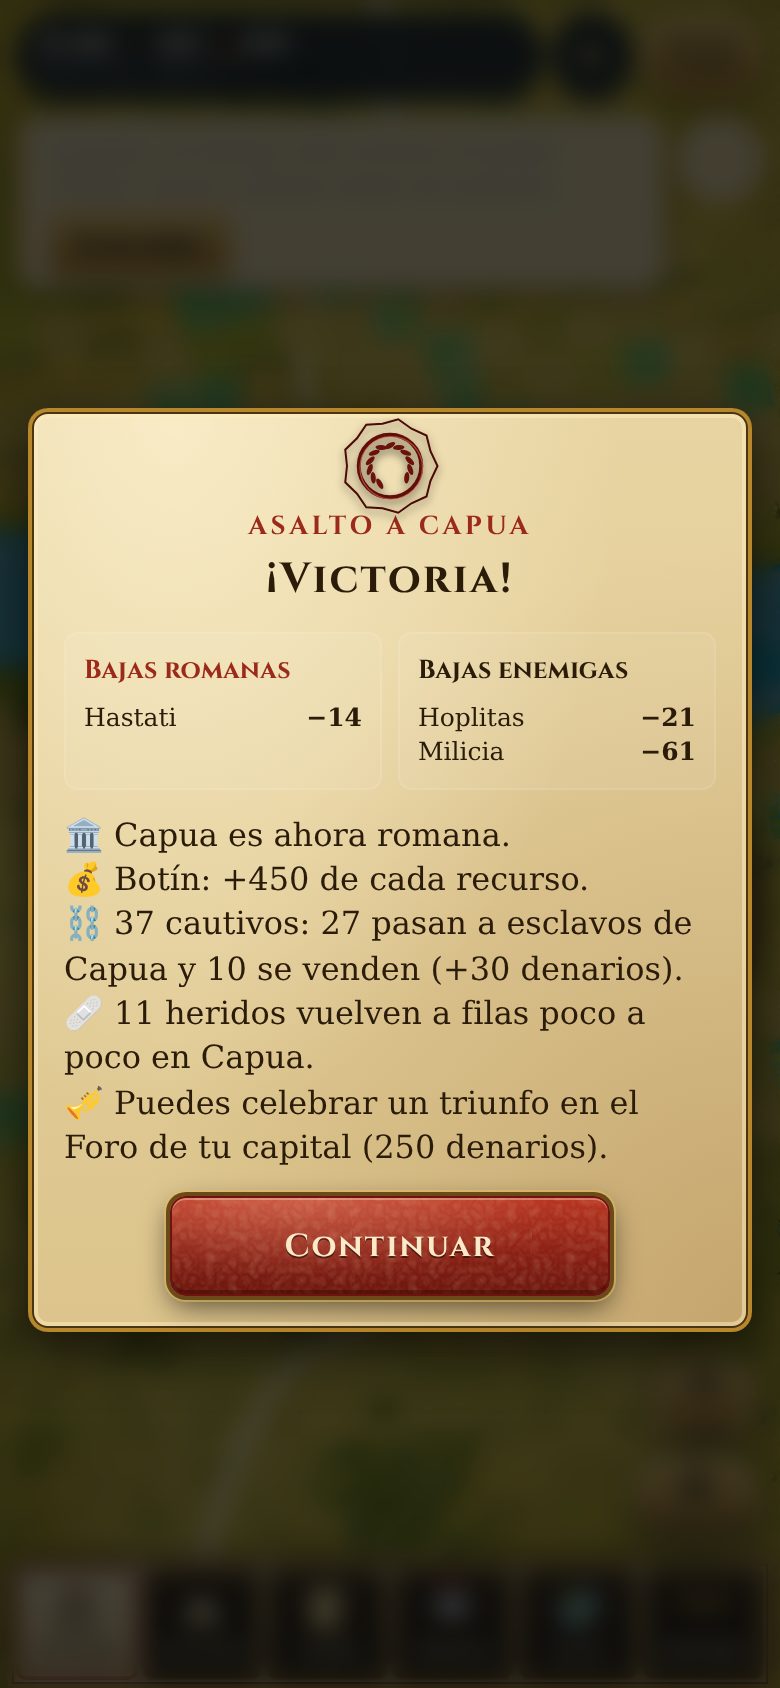 ASALTO A CAPUA
¡VICTORIA!
BAJAS ROMANAS
Hastati −14
BAJAS ENEMIGAS
Hoplitas −21
Milicia −61
🏛️ Capua es ahora romana.
💰 Botín: +450 de cada recurso.
⛓️ 37 cautivos: 27 pasan a esclavos de
Capua y 10 se venden (+30 denarios).
🩹 11 heridos vuelven a filas poco a
poco en Capua.
🎺 Puedes celebrar un triunfo en el
Foro de tu capital (250 denarios).
CONTINUAR